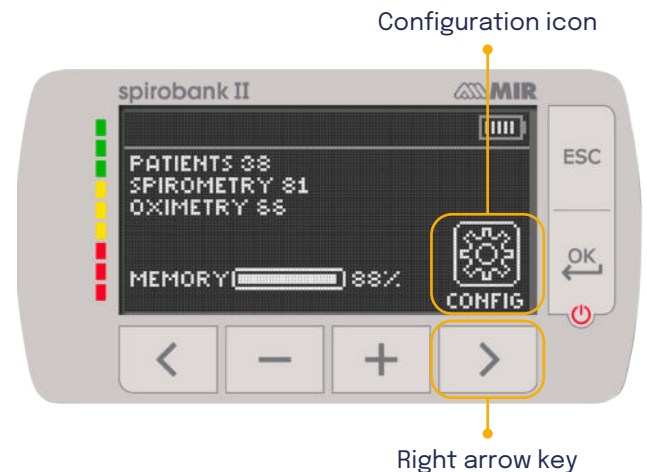 Configuration icon
spirobank II MIR
PATIENTS 38
ESC
SPIROMETRY 81
OXIMETRY 66
OK
MEMORY 88%
CONFIG
Right arrow key